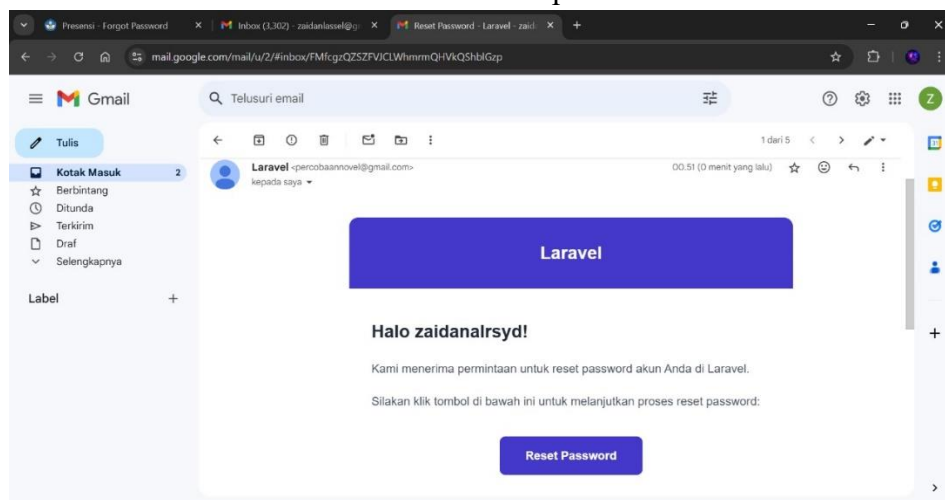 Presensi - Forgot Password
Inbox (3,302) - zaidanlassel@g
Reset Password - Laravel - zaid
mail.google.com/mail/u/2/#inbox/FMfcgzQZSZFVJCLWhmrmQHVkQShblGzp
Gmail
Telusuri email
Z
Tulis
1 dari 5
Kotak Masuk 2
Berbintang
Ditunda
Terkirim
Draf
Selengkapnya
Label
Laravel <percobaannovel@gmail.com>
00.51 (0 menit yang lalu)
kepada saya
Laravel
Halo zaidanalrsyd!
Kami menerima permintaan untuk reset password akun Anda di Laravel.
Silakan klik tombol di bawah ini untuk melanjutkan proses reset password:
Reset Password